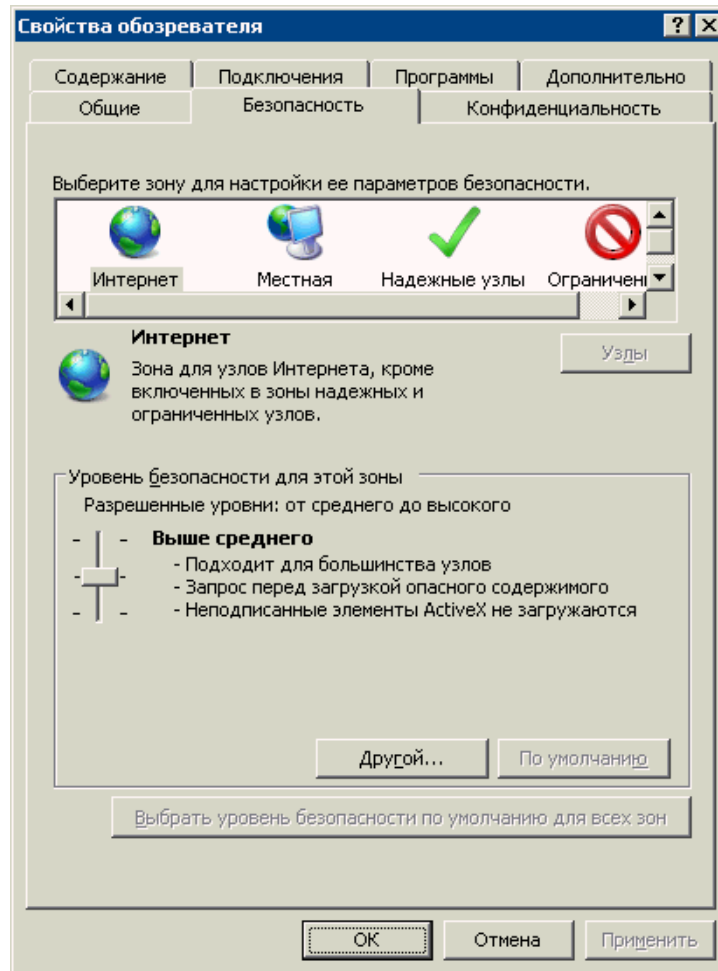 Свойства обозревателя
Содержание Подключения Программы Дополнительно
Общие Безопасность Конфиденциальность
Выберите зону для настройки ее параметров безопасности.
Интернет Местная Надежные узлы Ограничен
Интернет
Узлы
Зона для узлов Интернета, кроме
включенных в зоны надежных и
ограниченных узлов.
Уровень безопасности для этой зоны
Разрешенные уровни: от среднего до высокого
Выше среднего
- Подходит для большинства узлов
- Запрос перед загрузкой опасного содержимого
- Неподписанные элементы ActiveX не загружаются
Другой... По умолчанию
Выбрать уровень безопасности по умолчанию для всех зон
ОК Отмена Применить